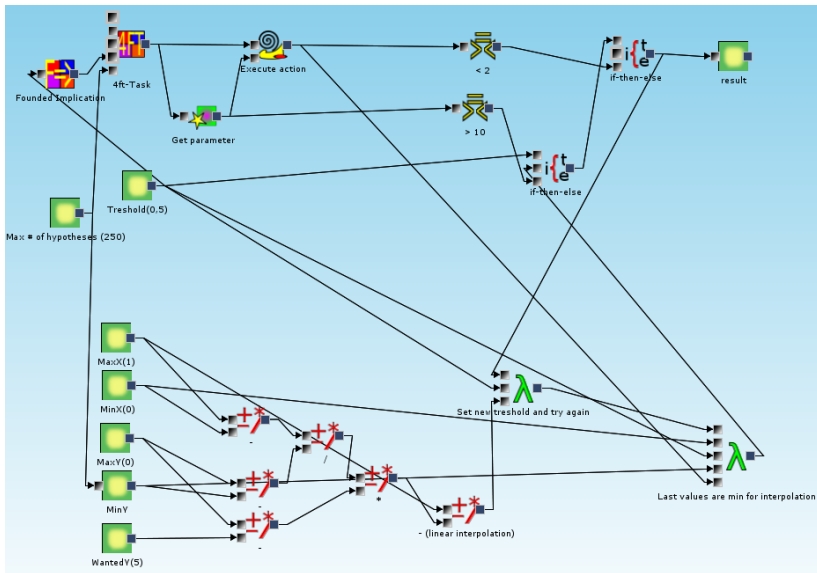 Founded Implication
4ft-Task
Execute action
< 2
if-then-else
result
Get parameter
> 10
if-then-else
Treshold(0,5)
Max # of hypotheses (250)
MaxX(1)
MinX(0)
Set new treshold and try again
-
/
MaxY(0)
MinY
-
*
Last values are min for interpolation
- (linear interpolation)
-
WantedY(5)